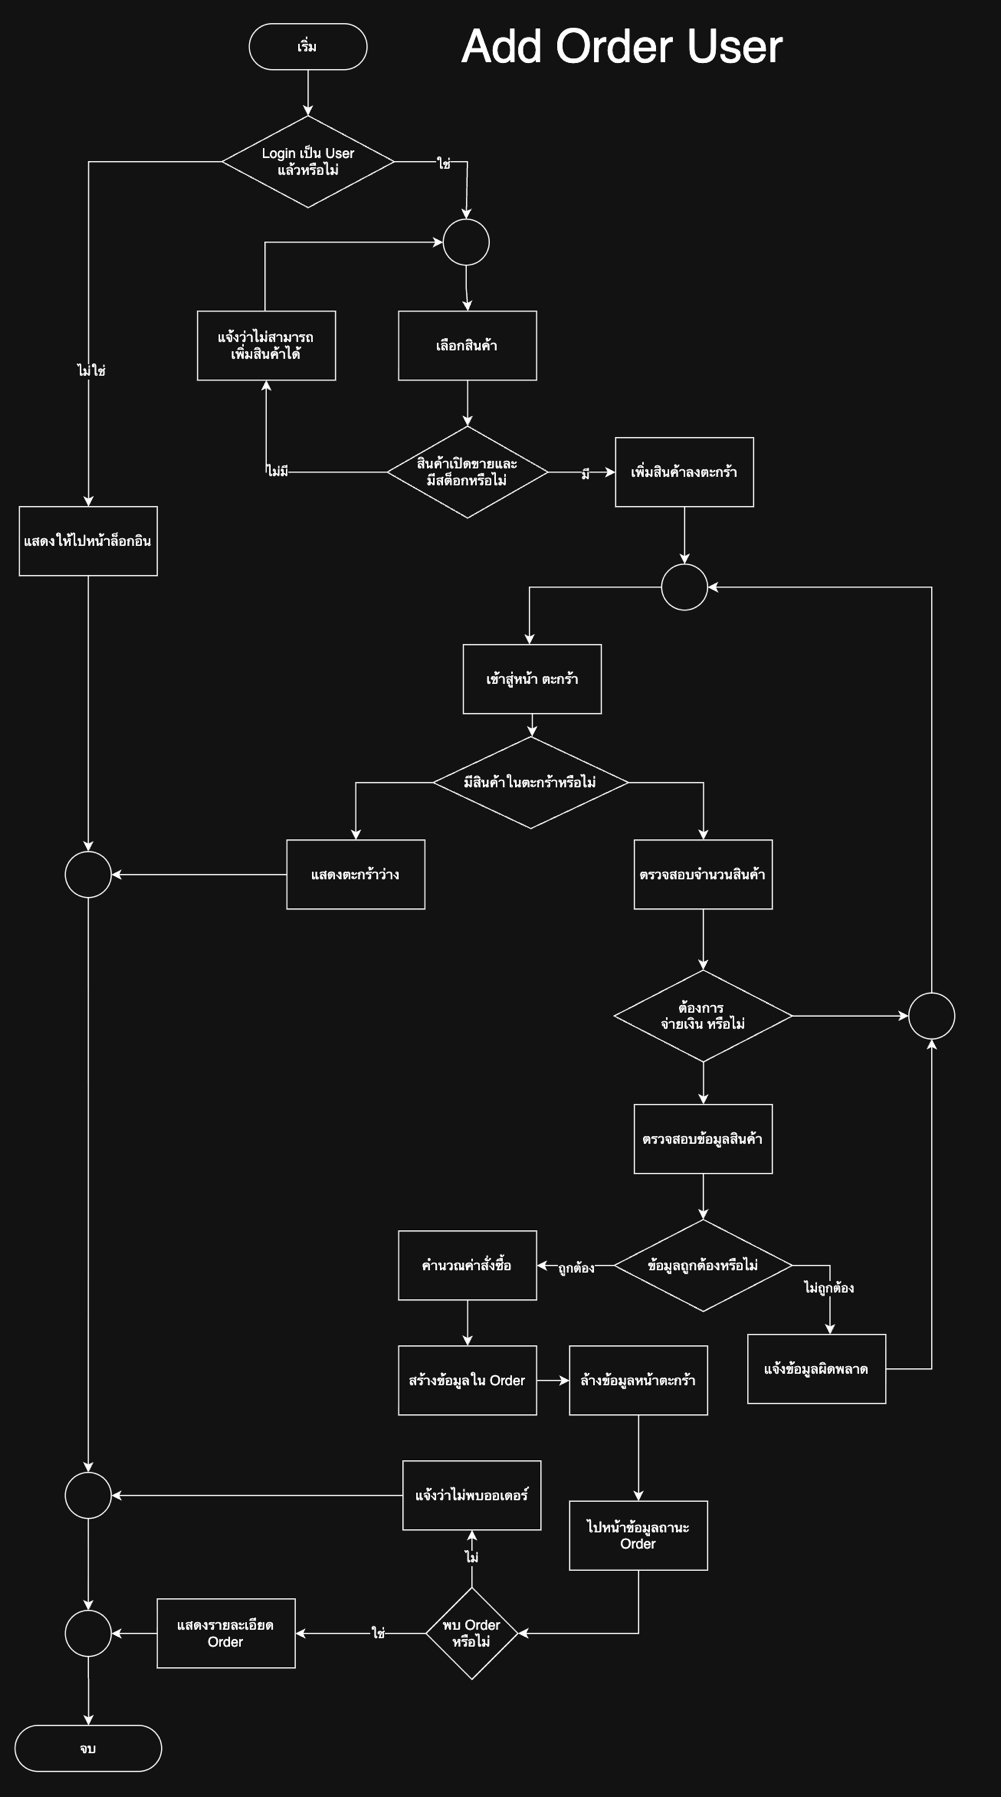 Add Order User
เริ่ม
Login เป็น User
แล้วหรือไม่
ใช่
ไม่ใช่
แจ้งว่าไม่สามารถ
เพิ่มสินค้าได้
เลือกสินค้า
สินค้าเปิดขายและ
มีสต็อกหรือไม่
ไม่มี
มี
เพิ่มสินค้าลงตะกร้า
แสดงให้ไปหน้าล็อกอิน
เข้าสู่หน้า ตะกร้า
มีสินค้าในตะกร้าหรือไม่
แสดงตะกร้าว่าง
ตรวจสอบจำนวนสินค้า
ต้องการ
จ่ายเงิน หรือไม่
ตรวจสอบข้อมูลสินค้า
คำนวณค่าสั่งซื้อ
ถูกต้อง
ข้อมูลถูกต้องหรือไม่
ไม่ถูกต้อง
แจ้งข้อมูลผิดพลาด
สร้างข้อมูลใน Order
ล้างข้อมูลหน้าตะกร้า
แจ้งว่าไม่พบออเดอร์
ไปหน้าข้อมูลถานะ
Order
ไม่
พบ Order
หรือไม่
ใช่
แสดงรายละเอียด
Order
จบ